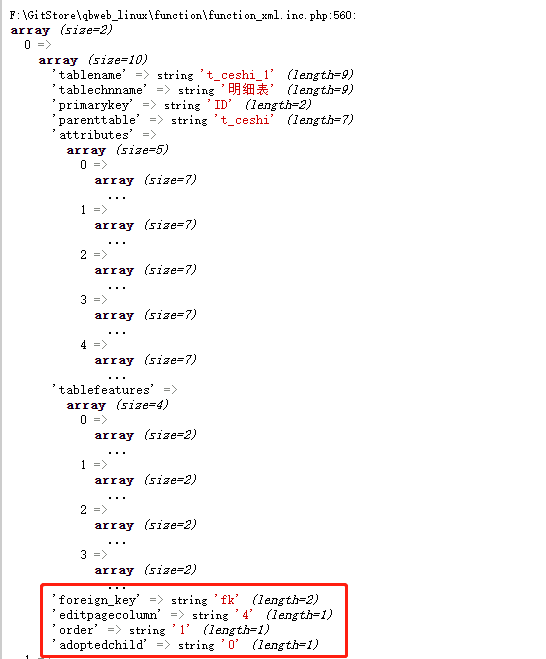 F:\GitStore\qbweb_linux\function\function_xml.inc.php:560:
array (size=2)
0 =>
array (size=10)
'tablename' => string 't_ceshi_1' (length=9)
'tablechnname' => string '明细表' (length=9)
'primarykey' => string 'ID' (length=2)
'parenttable' => string 't_ceshi' (length=7)
'attributes' =>
array (size=5)
0 =>
array (size=7)
...
1 =>
array (size=7)
...
2 =>
array (size=7)
...
3 =>
array (size=7)
...
4 =>
array (size=7)
...
'tablefeatures' =>
array (size=4)
0 =>
array (size=2)
...
1 =>
array (size=2)
...
2 =>
array (size=2)
...
3 =>
array (size=2)
...
'foreign_key' => string 'fk' (length=2)
'editpagecolumn' => string '4' (length=1)
'order' => string '1' (length=1)
'adoptedchild' => string '0' (length=1)